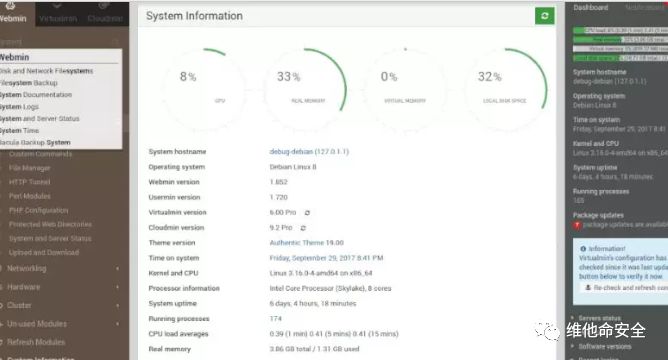 Webmin
Virtualmin
Cloudmin
System
Webmin
Disk and Network Filesystems
Filesystem Backup
System Documentation
System Logs
System and Server Status
System Time
Bacula Backup System
Custom Commands
File Manager
HTTP Tunnel
Perl Modules
PHP Configuration
Protected Web Directories
System and Server Status
Upload and Download
Networking
Hardware
Cluster
Un-used Modules
Refresh Modules
System Information
System Information
8%
CPU
33%
REAL MEMORY
0%
VIRTUAL MEMORY
32%
LOCAL DISK SPACE
System hostname debug-debian (127.0.1.1)
Operating system Debian Linux 8
Webmin version 1.852
Usermin version 1.720
Virtualmin version 6.00 Pro
Cloudmin version 9.2 Pro
Theme version Authentic Theme 19.00
Time on system Friday, September 29, 2017 8:41 PM
Kernel and CPU Linux 3.16.0-4-amd64 on x86_64
Processor information Intel Core Processor (Skylake), 8 cores
System uptime 6 days, 4 hours, 18 minutes
Running processes 174
CPU load averages 0.39 (1 min) 0.41 (5 mins) 0.41 (15 mins)
Real memory 3.86 GB total / 1.31 GB used
Dashboard
Notifications
System hostname
debug-debian (127.0.1.1)
Operating system
Debian Linux 8
Time on system
Friday, September 29, 2017 8:41
Kernel and CPU
Linux 3.16.0-4-amd64 on x86_64
System uptime
6 days, 4 hours, 18 minutes
Running processes
165
Package updates
7 package updates are available
Information!
Virtualmin's configuration has
checked since it was last upda
button below to verify it now.
Re-check and refresh con
Servers status
Software versions
维他命安全